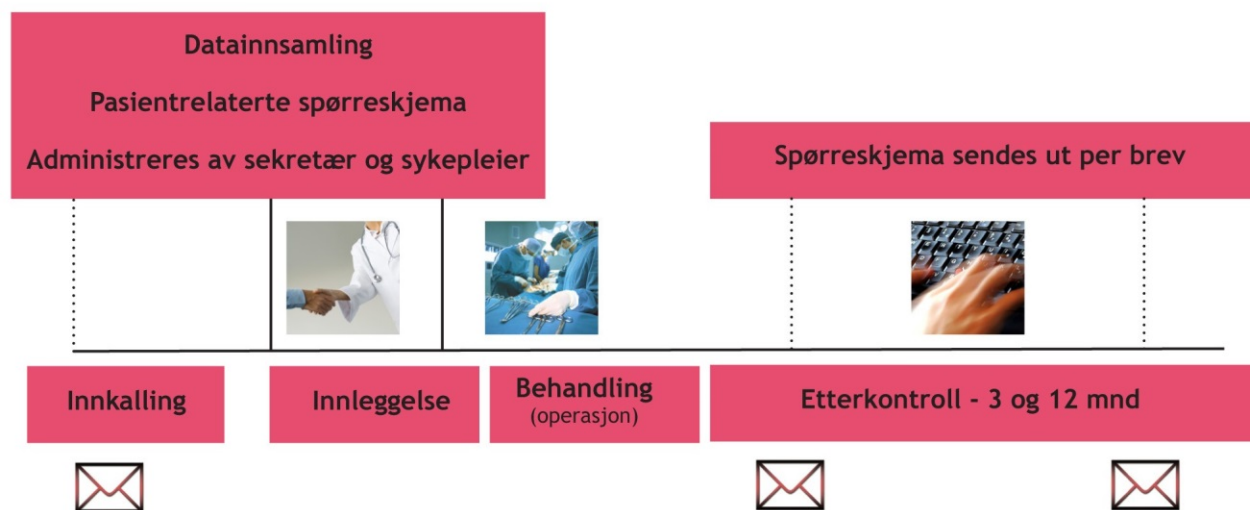 Datainnsamling
Pasientrelaterte spørreskjema
Administreres av sekretær og sykepleier
Spørreskjema sendes ut per brev
Innkalling
Innleggelse
Behandling
(operasjon)
Etterkontroll - 3 og 12 mnd